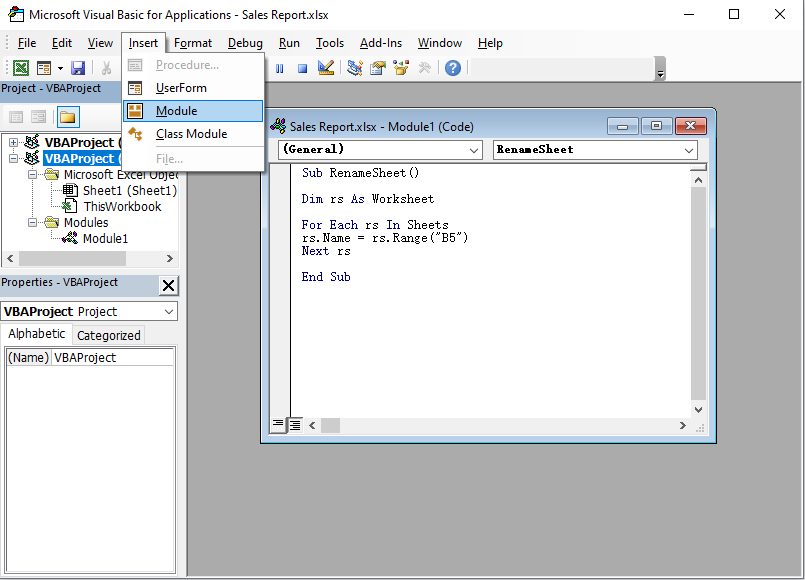 Microsoft Visual Basic for Applications - Sales Report.xlsx
File Edit View Insert Format Debug Run Tools Add-Ins Window Help
Project - VBAProject
Procedure...
UserForm
Module
Class Module
File...
VBAProject (
VBAProject (
Microsoft Excel Obje
Sheet1 (Sheet1)
ThisWorkbook
Modules
Module1
Properties - VBAProject
VBAProject Project
Alphabetic Categorized
(Name) VBAProject
Sales Report.xlsx - Module1 (Code)
(General) RenameSheet
Sub RenameSheet()
Dim rs As Worksheet
For Each rs In Sheets
rs.Name = rs.Range("B5")
Next rs
End Sub